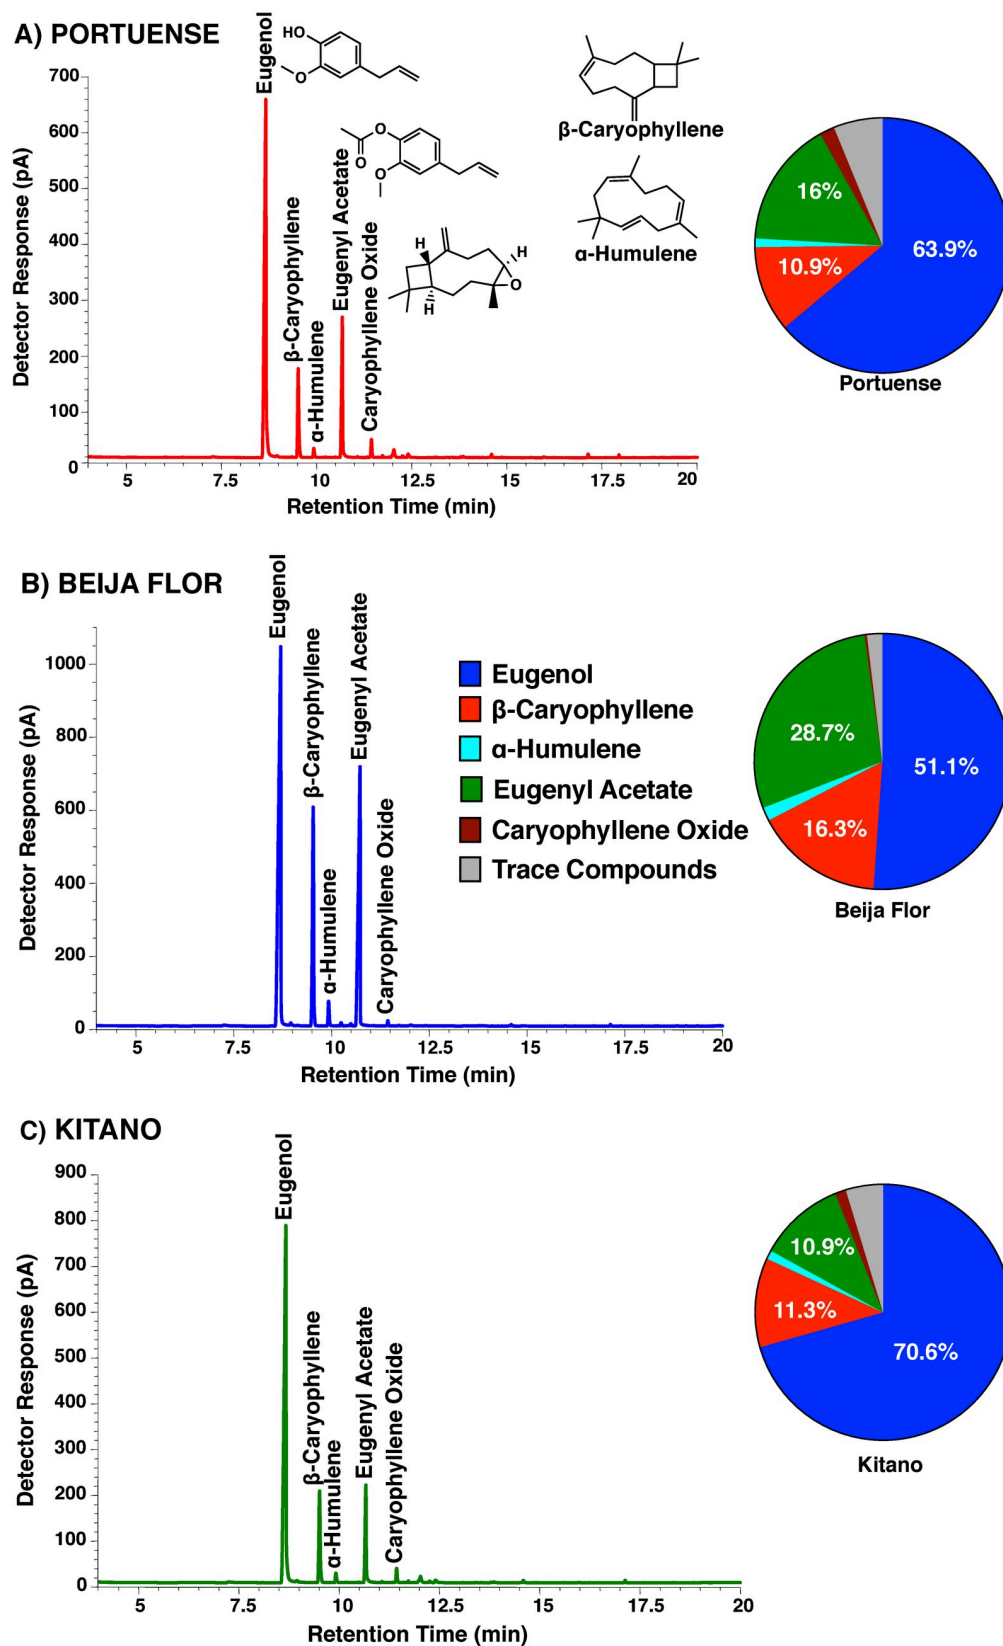 A) PORTUENSE
HO
O
Eugenol
O
O
O
β-Caryophyllene
α-Humulene
Eugenyl Acetate
Caryophyllene Oxide
H
H
H
O
β-Caryophyllene
α-Humulene
700
600
500
400
300
200
100
0
Detector Response (pA)
5
7.5
10
12.5
15
17.5
20
Retention Time (min)
16%
10.9%
63.9%
Portuense
B) BEIJA FLOR
Eugenol
β-Caryophyllene
α-Humulene
Eugenyl Acetate
Caryophyllene Oxide
1000
800
600
400
200
0
Detector Response (pA)
5
7.5
10
12.5
15
17.5
20
Retention Time (min)
Eugenol
β-Caryophyllene
α-Humulene
Eugenyl Acetate
Caryophyllene Oxide
Trace Compounds
28.7%
16.3%
51.1%
Beija Flor
C) KITANO
Eugenol
β-Caryophyllene
α-Humulene
Eugenyl Acetate
Caryophyllene Oxide
900
800
700
600
500
400
300
200
100
0
Detector Response (pA)
5
7.5
10
12.5
15
17.5
20
Retention Time (min)
10.9%
11.3%
70.6%
Kitano